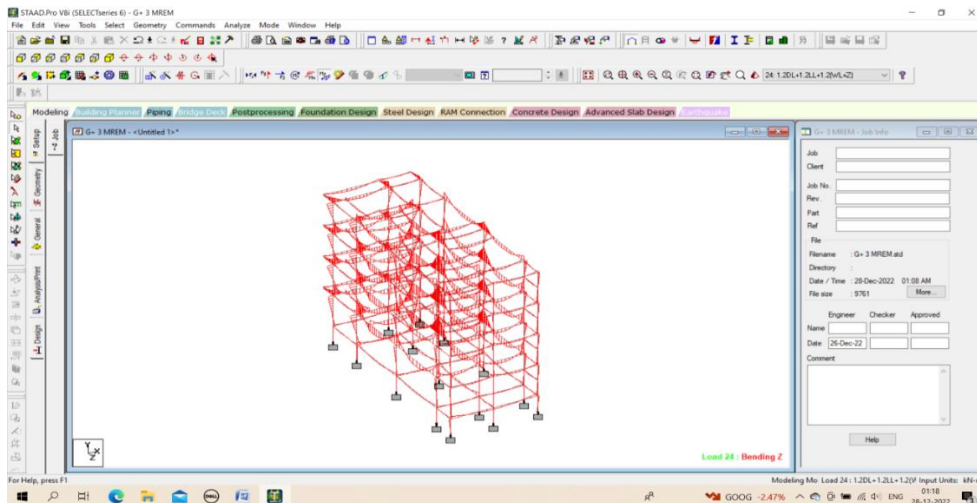 STAAD.Pro V8i (SELECTseries 6) - G+ 3 MREM
File Edit View Tools Select Geometry Commands Analyze Mode Window Help
24: 1.2DL+1.2LL+1.2(WL+Z)
Modeling Building Planner Piping Bridge Deck Postprocessing Foundation Design Steel Design RAM Connection Concrete Design Advanced Slab Design Earthquake
Setup
Geometry
General
Analysis/Print
Design
Job
G+ 3 MREM - <Untitled 1>*
Y
X
Z
Load 24 : Bending Z
G+ 3 MREM - Job Info
Job
Client
Job No.
Rev.
Part
Ref
File
Filename : G+ 3 MREM.std
Directory :
Date / Time : 28-Dec-2022 01:08 AM
File size : 9761 More...
Engineer Checker Approved
Name
Date 26-Dec-22
Comment
Help
For Help, press F1
Modeling Mo Load 24 : 1.2DL+1.2LL+1.2(V Input Units: kN-
DELL
GOOG -2.47% ENG 01:18
28-12-2022